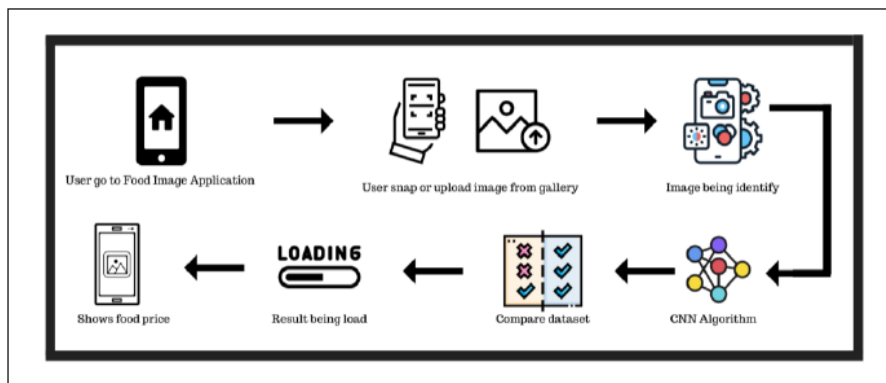 User go to Food Image Application
User snap or upload image from gallery
Image being identify
LOADING
Shows food price
Result being load
Compare dataset
CNN Algorithm